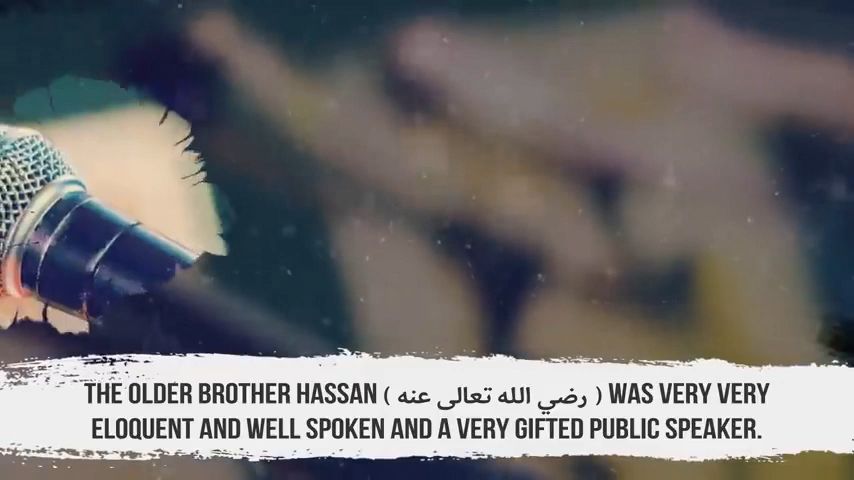 THE OLDER BROTHER HASSAN ( رضي الله تعالى عنه ) WAS VERY VERY
ELOQUENT AND WELL SPOKEN AND A VERY GIFTED PUBLIC SPEAKER.